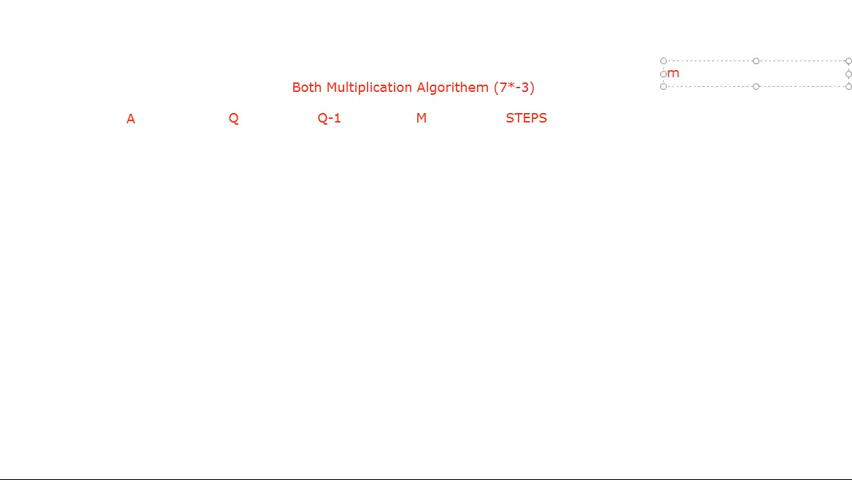 m
Both Multiplication Algorithem (7*-3)
A Q Q-1 M STEPS